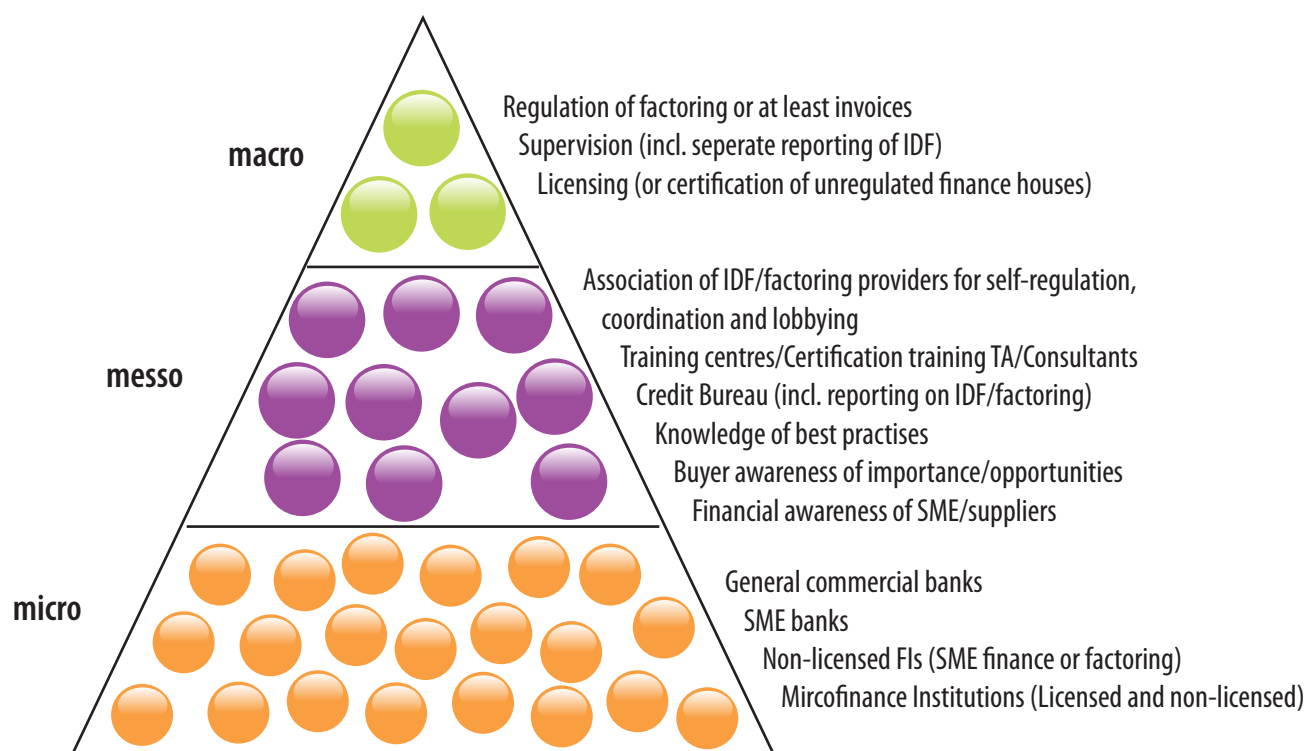 macro
Regulation of factoring or at least invoices
Supervision (incl. seperate reporting of IDF)
Licensing (or certification of unregulated finance houses)
messo
Association of IDF/factoring providers for self-regulation,
coordination and lobbying
Training centres/Certification training TA/Consultants
Credit Bureau (incl. reporting on IDF/factoring)
Knowledge of best practises
Buyer awareness of importance/opportunities
Financial awareness of SME/suppliers
micro
General commercial banks
SME banks
Non-licensed FIs (SME finance or factoring)
Mircofinance Institutions (Licensed and non-licensed)